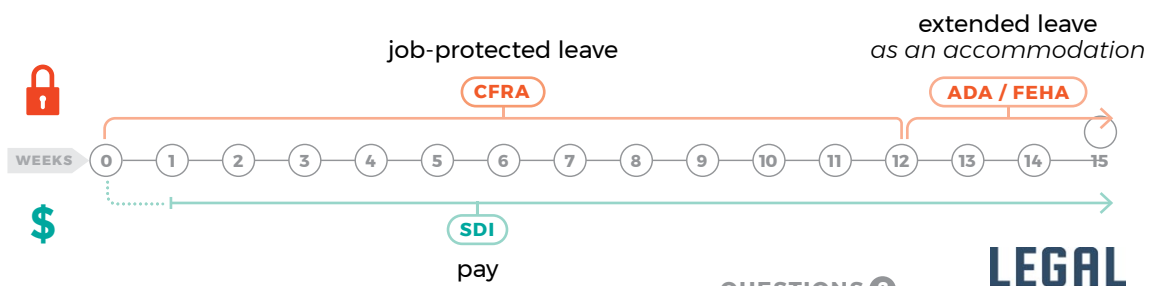 extended leave
job-protected leave
as an accommodation
CFRA
ADA / FEHA
WEEKS 0 1 2 3 4 5 6 7 8 9 10 11 12 13 14 15
$
SDI
pay
LEGAL
QUESTIONS ?